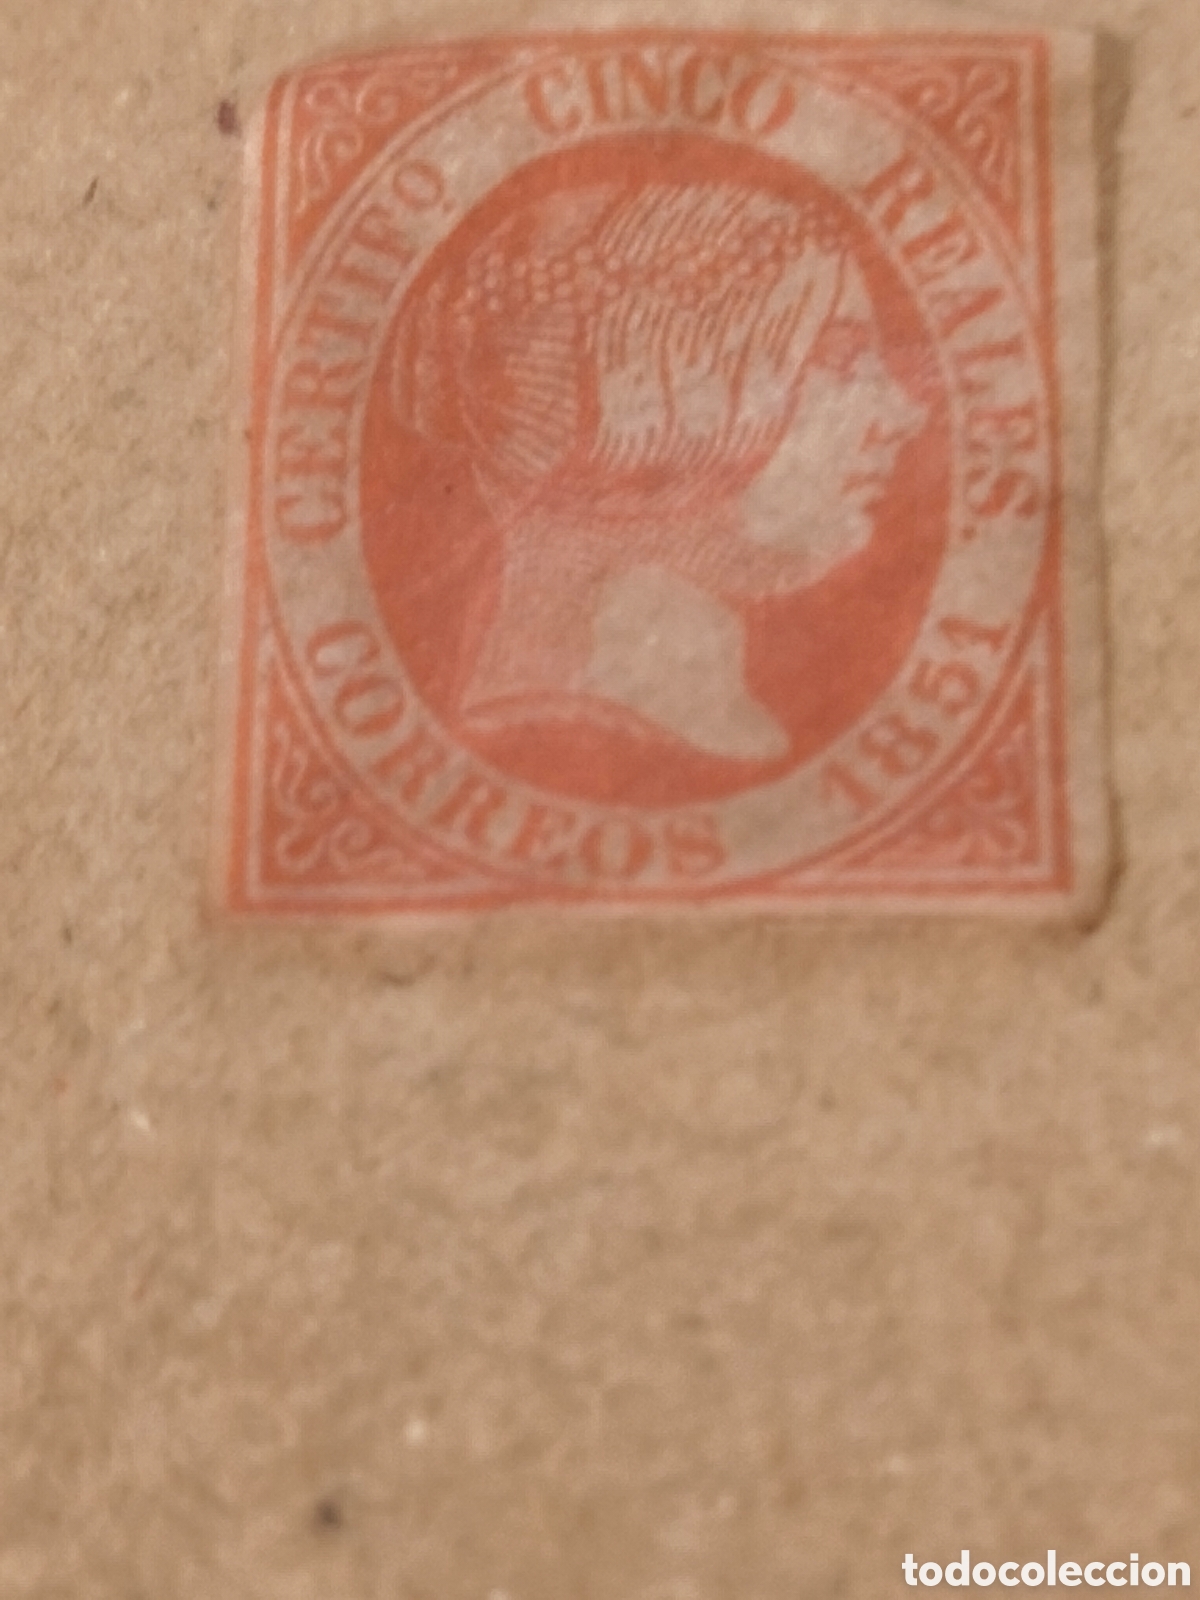 CERTIFº CINCO REALES.
CORREOS 1851
todocoleccion